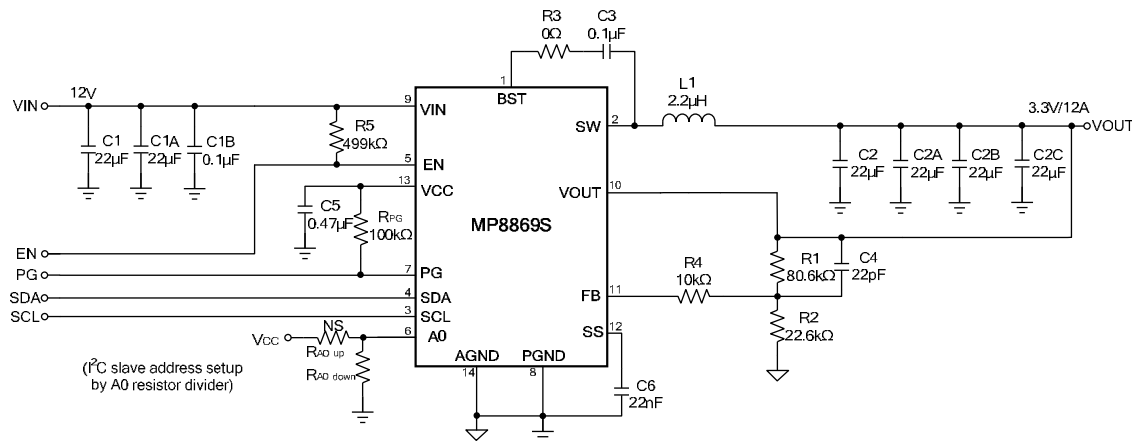 R3
0Ω
C3
0.1µF
1
BST
VIN
12V
9
VIN
C1
22µF
C1A
22µF
C1B
0.1µF
R5
499kΩ
5
EN
13
VCC
C5
0.47µF
RPG
100kΩ
EN
PG
7
PG
SDA
4
SDA
SCL
3
SCL
VCC
NS
RA0 up
6
A0
RA0 down
(I²C slave address setup
by A0 resistor divider)
MP8869S
SW
2
L1
2.2µH
3.3V/12A
VOUT
C2
22µF
C2A
22µF
C2B
22µF
C2C
22µF
VOUT
10
R1
80.6kΩ
C4
22pF
R4
10kΩ
FB
11
R2
22.6kΩ
SS
12
C6
22nF
AGND
14
PGND
8